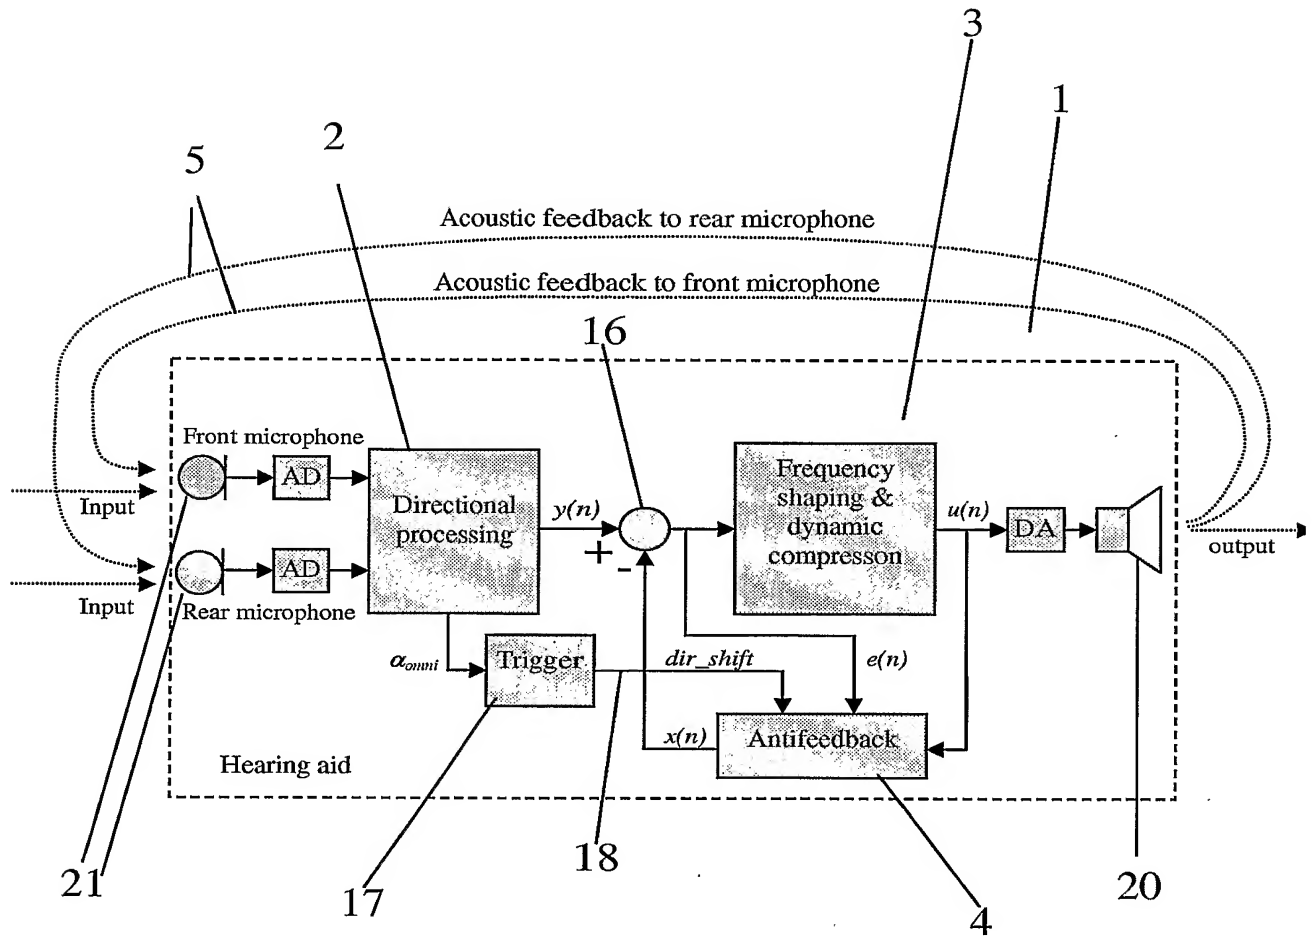 3
1
2
5
Acoustic feedback to rear microphone
Acoustic feedback to front microphone
16
Front microphone
AD
Input
Directional
processing
y(n)
+
-
Frequency
shaping &
dynamic
compresson
u(n)
DA
output
AD
Input
Rear microphone
αomni
Trigger
dir_shift
e(n)
x(n)
Antifeedback
Hearing aid
21
17
18
4
20